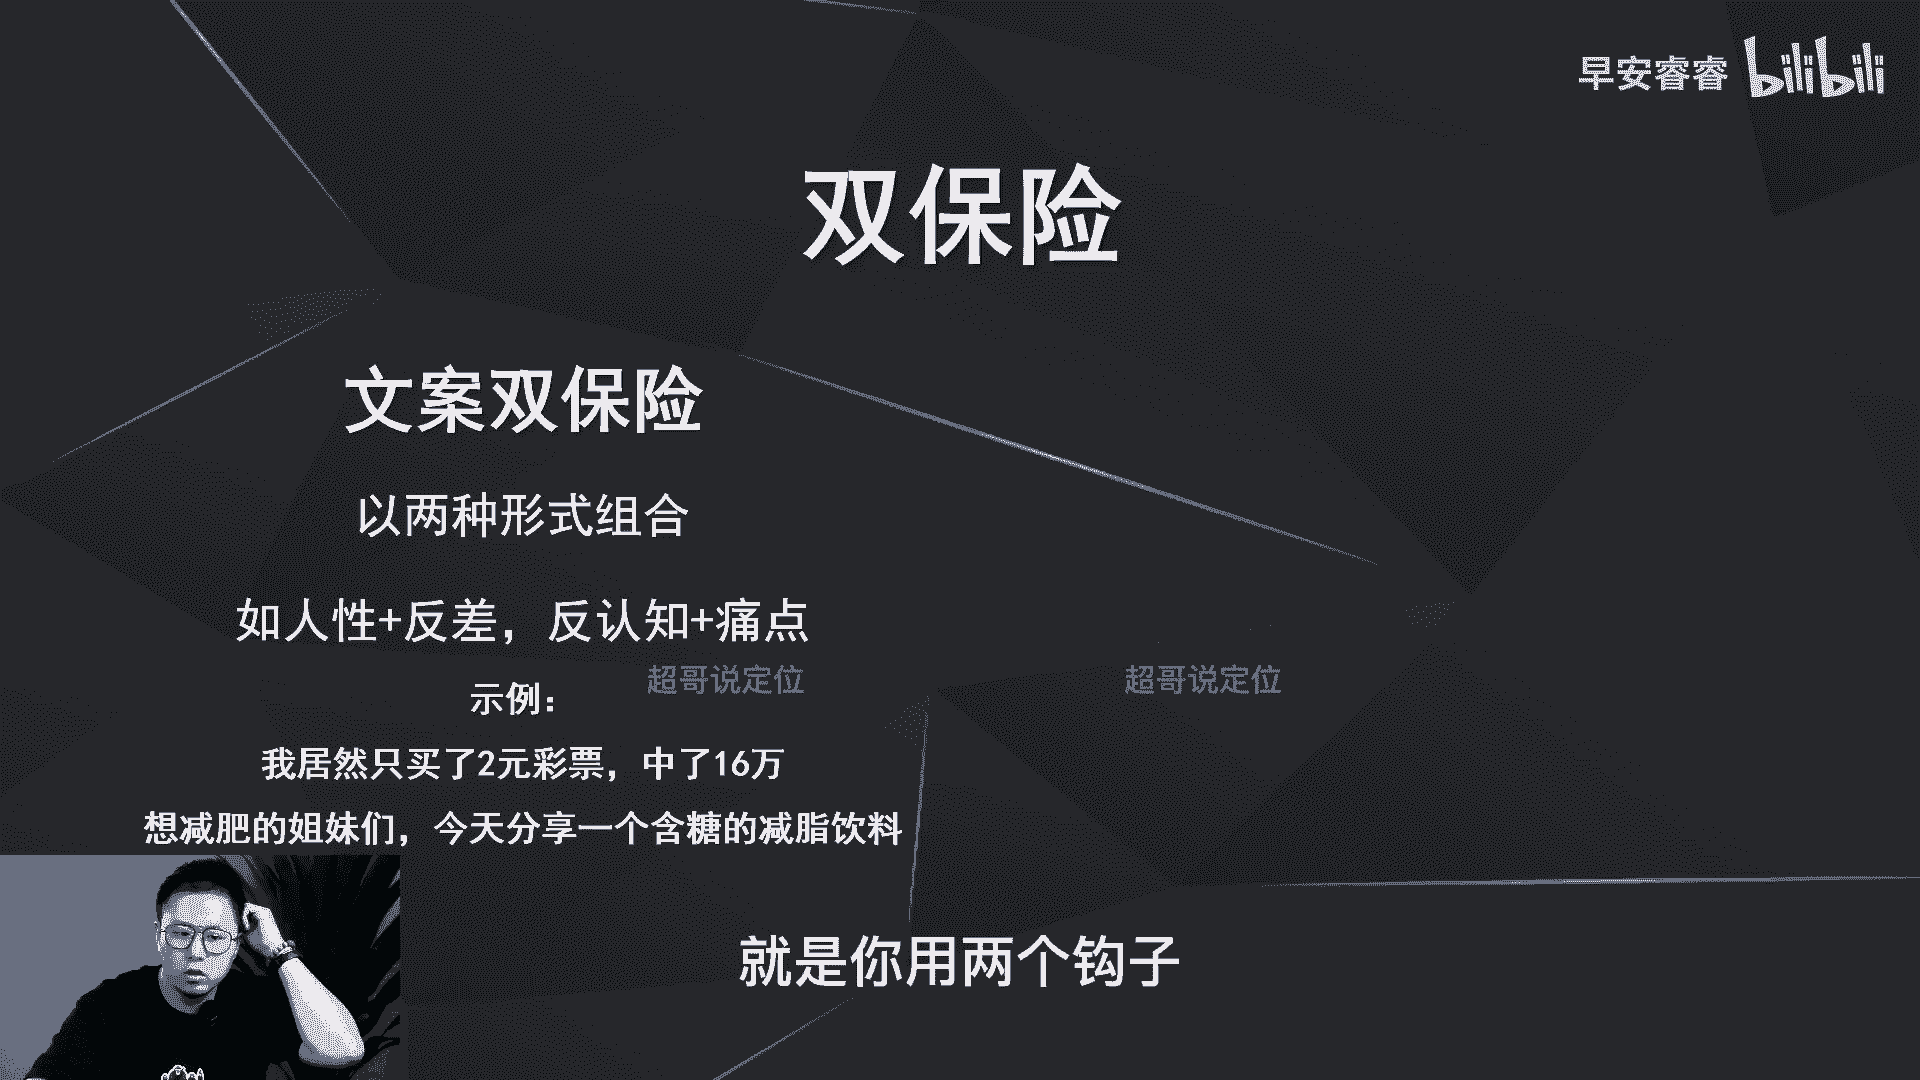 早安睿睿 bilibili
双保险
文案双保险
以两种形式组合
如人性+反差，反认知+痛点
超哥说定位 超哥说定位
示例：
我居然只买了2元彩票，中了16万
想减肥的姐妹们，今天分享一个含糖的减脂饮料
就是你用两个钩子